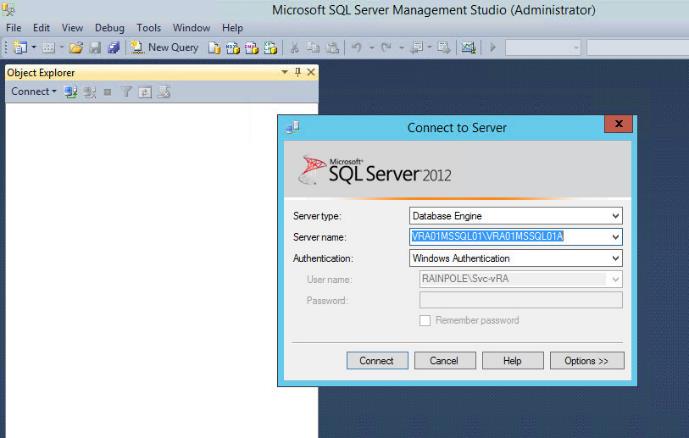 Microsoft SQL Server Management Studio (Administrator)
File Edit View Debug Tools Window Help
New Query
Object Explorer
Connect
Connect to Server
x
Microsoft®
SQL Server 2012
Server type: Database Engine
Server name: VRA01MSSQL01\VRA01MSSQL01A
Authentication: Windows Authentication
User name: RAINPOLE\Svc-vRA
Password:
Remember password
Connect Cancel Help Options >>